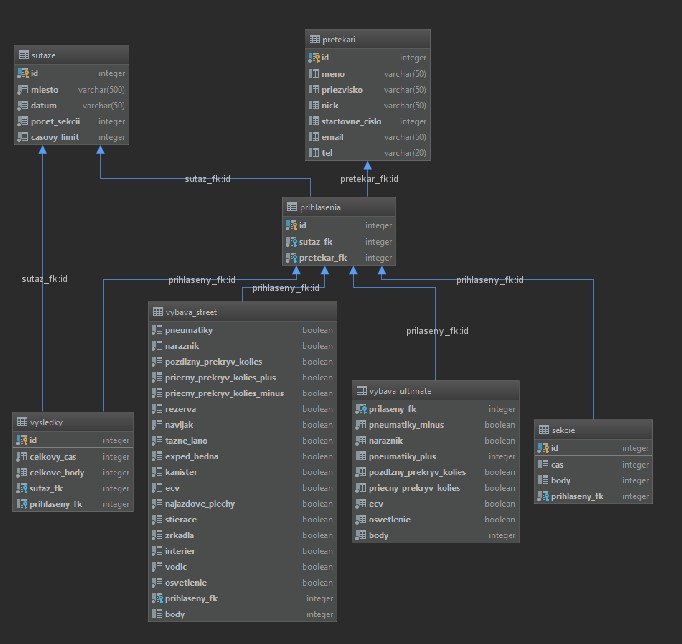 sutaze
id integer
miesto varchar(500)
datum varchar(50)
pocet_sekcii integer
casovy_limit integer
pretekari
id integer
meno varchar(50)
priezvisko varchar(50)
nick varchar(50)
startovne_cislo integer
email varchar(50)
tel varchar(20)
sutaz_fk:id
pretekar_fk:id
prihlasenia
id integer
sutaz_fk integer
pretekar_fk integer
sutaz_fk:id
prihlaseny_fk:id
prihlaseny_fk:id
prihlaseny_fk:id
prilaseny_fk:id
vybava_street
pneumatiky boolean
naraznik boolean
pozdlzny_prekryv_kolies boolean
priecny_prekryv_kolies_plus boolean
priecny_prekryv_kolies_minus boolean
rezerva boolean
navijak boolean
tazne_lano boolean
exped_bedna boolean
kanister boolean
ecv boolean
najazdove_plechy boolean
stierace boolean
zrkadla boolean
interier boolean
vodic boolean
osvetlenie boolean
prihlaseny_fk integer
body integer
vybava_ultimate
prilaseny_fk integer
pneumatiky_minus boolean
naraznik boolean
pneumatiky_plus integer
pozdlzny_prekryv_kolies boolean
priecny_prekryv_kolies boolean
ecv boolean
osvetlenie boolean
body integer
vysledky
id integer
celkovy_cas integer
celkove_body integer
sutaz_fk integer
prihlaseny_fk integer
sekcie
id integer
cas integer
body integer
prihlaseny_fk integer